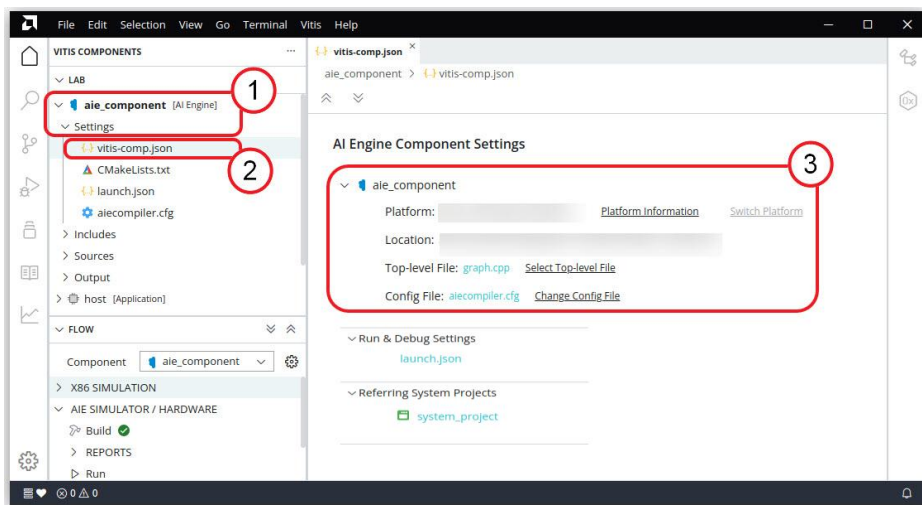 File Edit Selection View Go Terminal Vitis Help
VITIS COMPONENTS ...
LAB
aie_component [AI Engine]
1
Settings
vitis-comp.json
2
CMakeLists.txt
launch.json
aiecompiler.cfg
Includes
Sources
Output
host [Application]
FLOW
Component aie_component
X86 SIMULATION
AIE SIMULATOR / HARDWARE
Build
REPORTS
Run
0 0
{..} vitis-comp.json ×
aie_component > {..} vitis-comp.json
AI Engine Component Settings
3
aie_component
Platform: Platform Information Switch Platform
Location:
Top-level File: graph.cpp Select Top-level File
Config File: aiecompiler.cfg Change Config File
Run & Debug Settings
launch.json
Referring System Projects
system_project
0x